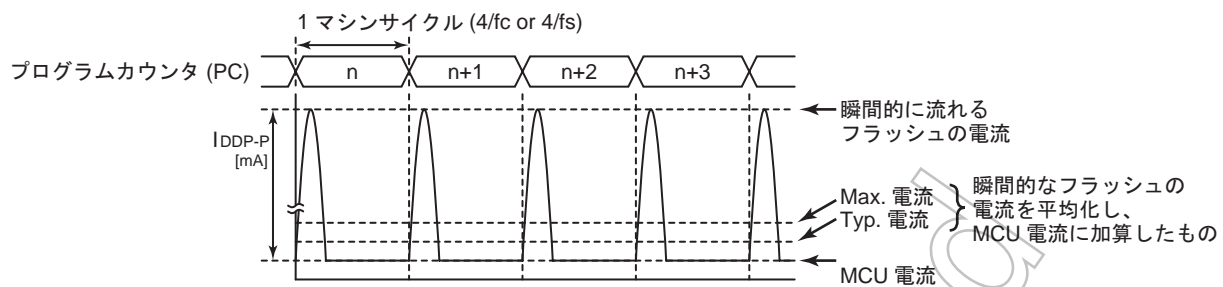 1 マシンサイクル (4/fc or 4/fs)
プログラムカウンタ (PC)
n
n+1
n+2
n+3
IDDP-P
[mA]
瞬間的に流れる
フラッシュの電流
Max. 電流
Typ. 電流
瞬間的なフラッシュの
電流を平均化し、
MCU 電流に加算したもの
MCU 電流